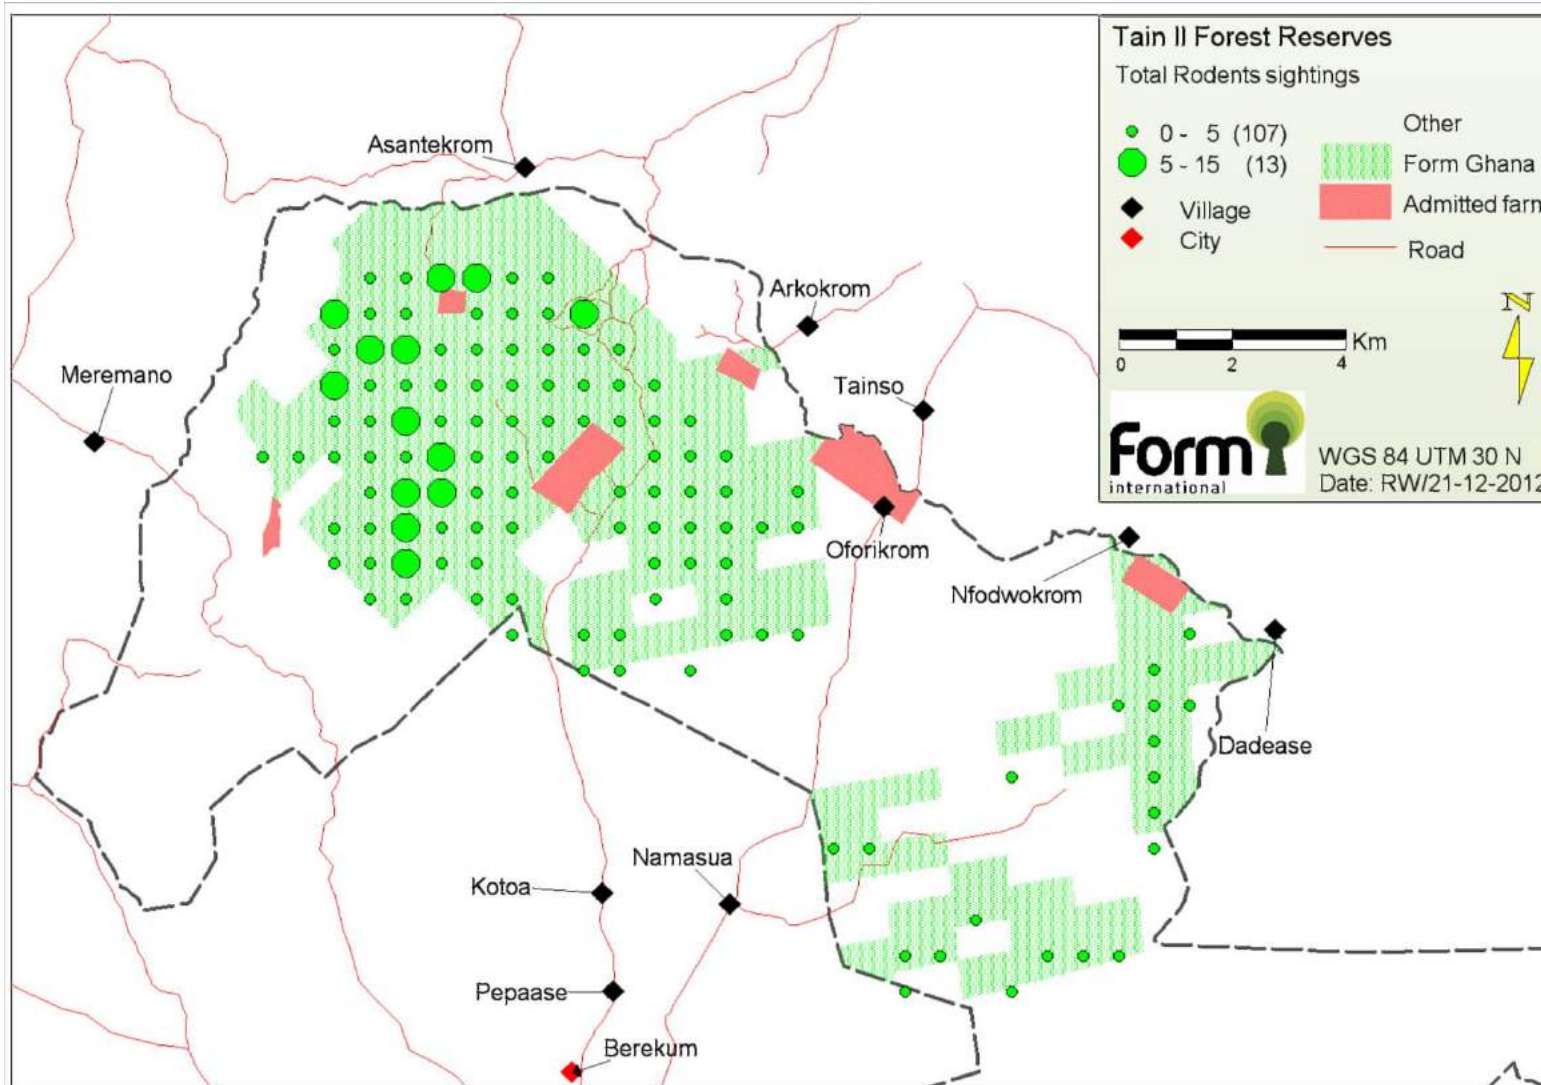 Tain II Forest Reserves
Total Rodents sightings
0 - 5 (107)
5 - 15 (13)
Village
City
Other
Form Ghana
Admitted farm
Road
N
Km
0 2 4
form
international
WGS 84 UTM 30 N
Date: RW/21-12-2012
Asantekrom
Arkokrom
Meremano
Tainso
Oforikrom
Nfodwokrom
Dadease
Namasua
Kotoa
Pepaase
Berekum